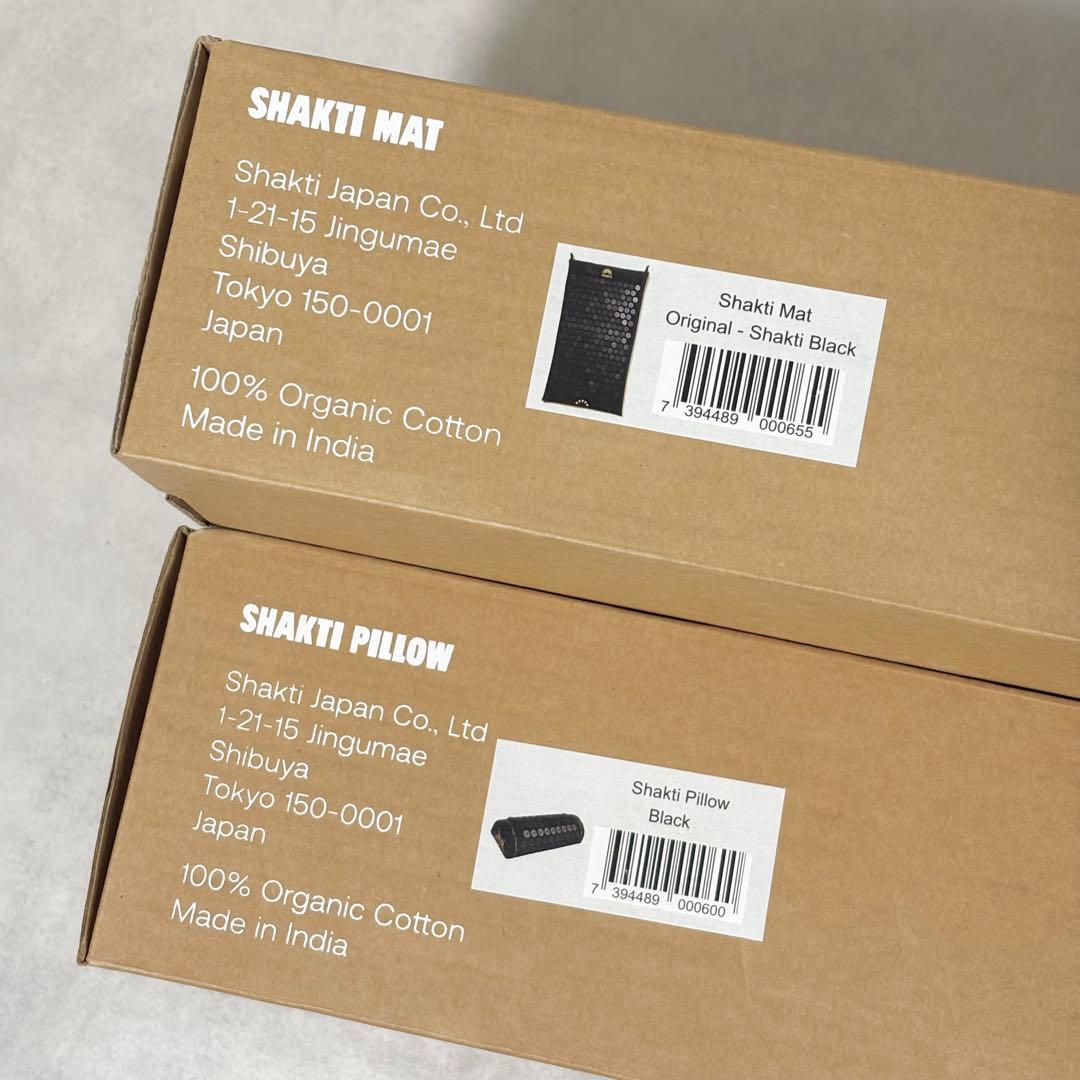 SHAKTI MAT
Shakti Japan Co., Ltd
1-21-15 Jingumae
Shibuya
Tokyo 150-0001
Japan
100% Organic Cotton
Made in India
Shakti Mat
Original - Shakti Black
7 394489 000655
SHAKTI PILLOW
Shakti Japan Co., Ltd
1-21-15 Jingumae
Shibuya
Tokyo 150-0001
Japan
100% Organic Cotton
Made in India
Shakti Pillow
Black
7 394489 000600